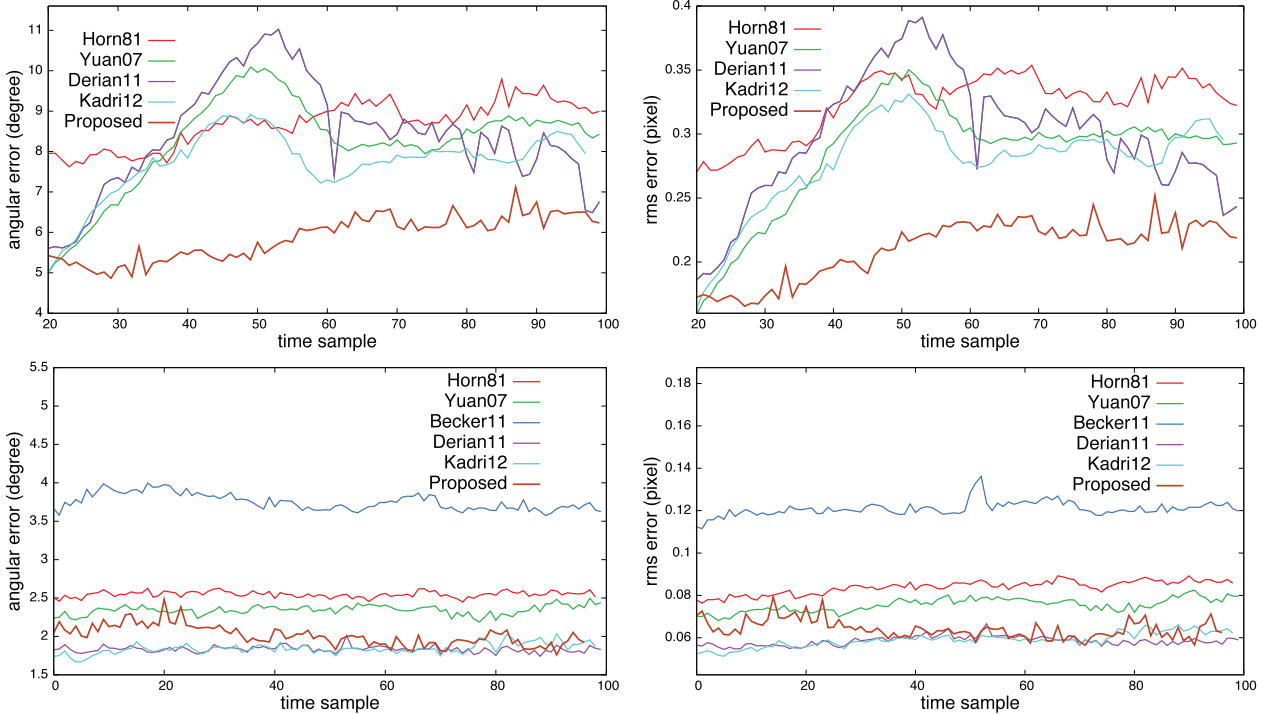 11
10
9
8
7
6
5
4
angular error (degree)
Horn81
Yuan07
Derian11
Kadri12
Proposed
20 30 40 50 60 70 80 90 100
time sample
0.4
0.35
0.3
0.25
0.2
rms error (pixel)
Horn81
Yuan07
Derian11
Kadri12
Proposed
20 30 40 50 60 70 80 90 100
time sample
5.5
5
4.5
4
3.5
3
2.5
2
1.5
angular error (degree)
Horn81
Yuan07
Becker11
Derian11
Kadri12
Proposed
0 20 40 60 80 100
time sample
0.18
0.16
0.14
0.12
0.1
0.08
0.06
rms error (pixel)
Horn81
Yuan07
Becker11
Derian11
Kadri12
Proposed
0 20 40 60 80 100
time sample